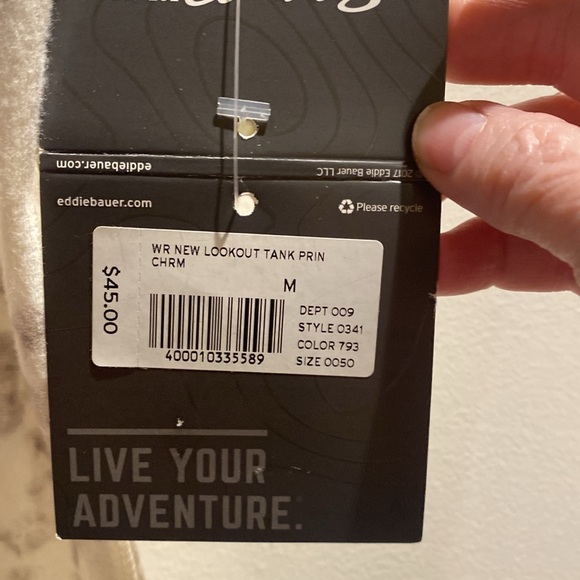 eddiebauer.com
© 2017 Eddie Bauer LLC
eddiebauer.com
Please recycle
WR NEW LOOKOUT TANK PRIN
CHRM
M
$45.00
DEPT 009
STYLE 0341
COLOR 793
SIZE 0050
400010335589
LIVE YOUR
ADVENTURE.